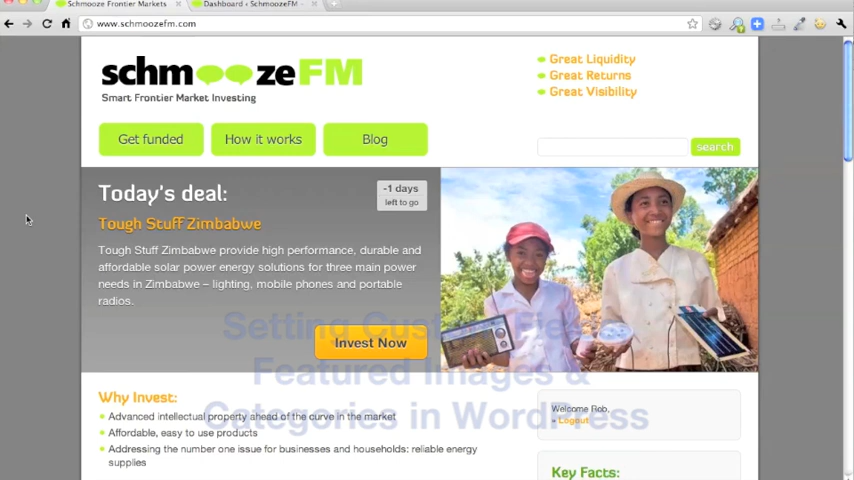 Schmooze Frontier Markets
Dashboard ‹ SchmoozeFM -
www.schmoozefm.com
schmoozeFM
Smart Frontier Market Investing
Great Liquidity
Great Returns
Great Visibility
Get funded
How it works
Blog
search
Today's deal:
-1 days
left to go
Tough Stuff Zimbabwe
Tough Stuff Zimbabwe provide high performance, durable and
affordable solar power energy solutions for three main power
needs in Zimbabwe – lighting, mobile phones and portable
radios.
Invest Now
Setting Custom Fields
Featured Images &
Categories in WordPress
Why Invest:
Advanced intellectual property ahead of the curve in the market
Affordable, easy to use products
Addressing the number one issue for businesses and households: reliable energy
supplies
Welcome Rob.
» Logout
Key Facts: